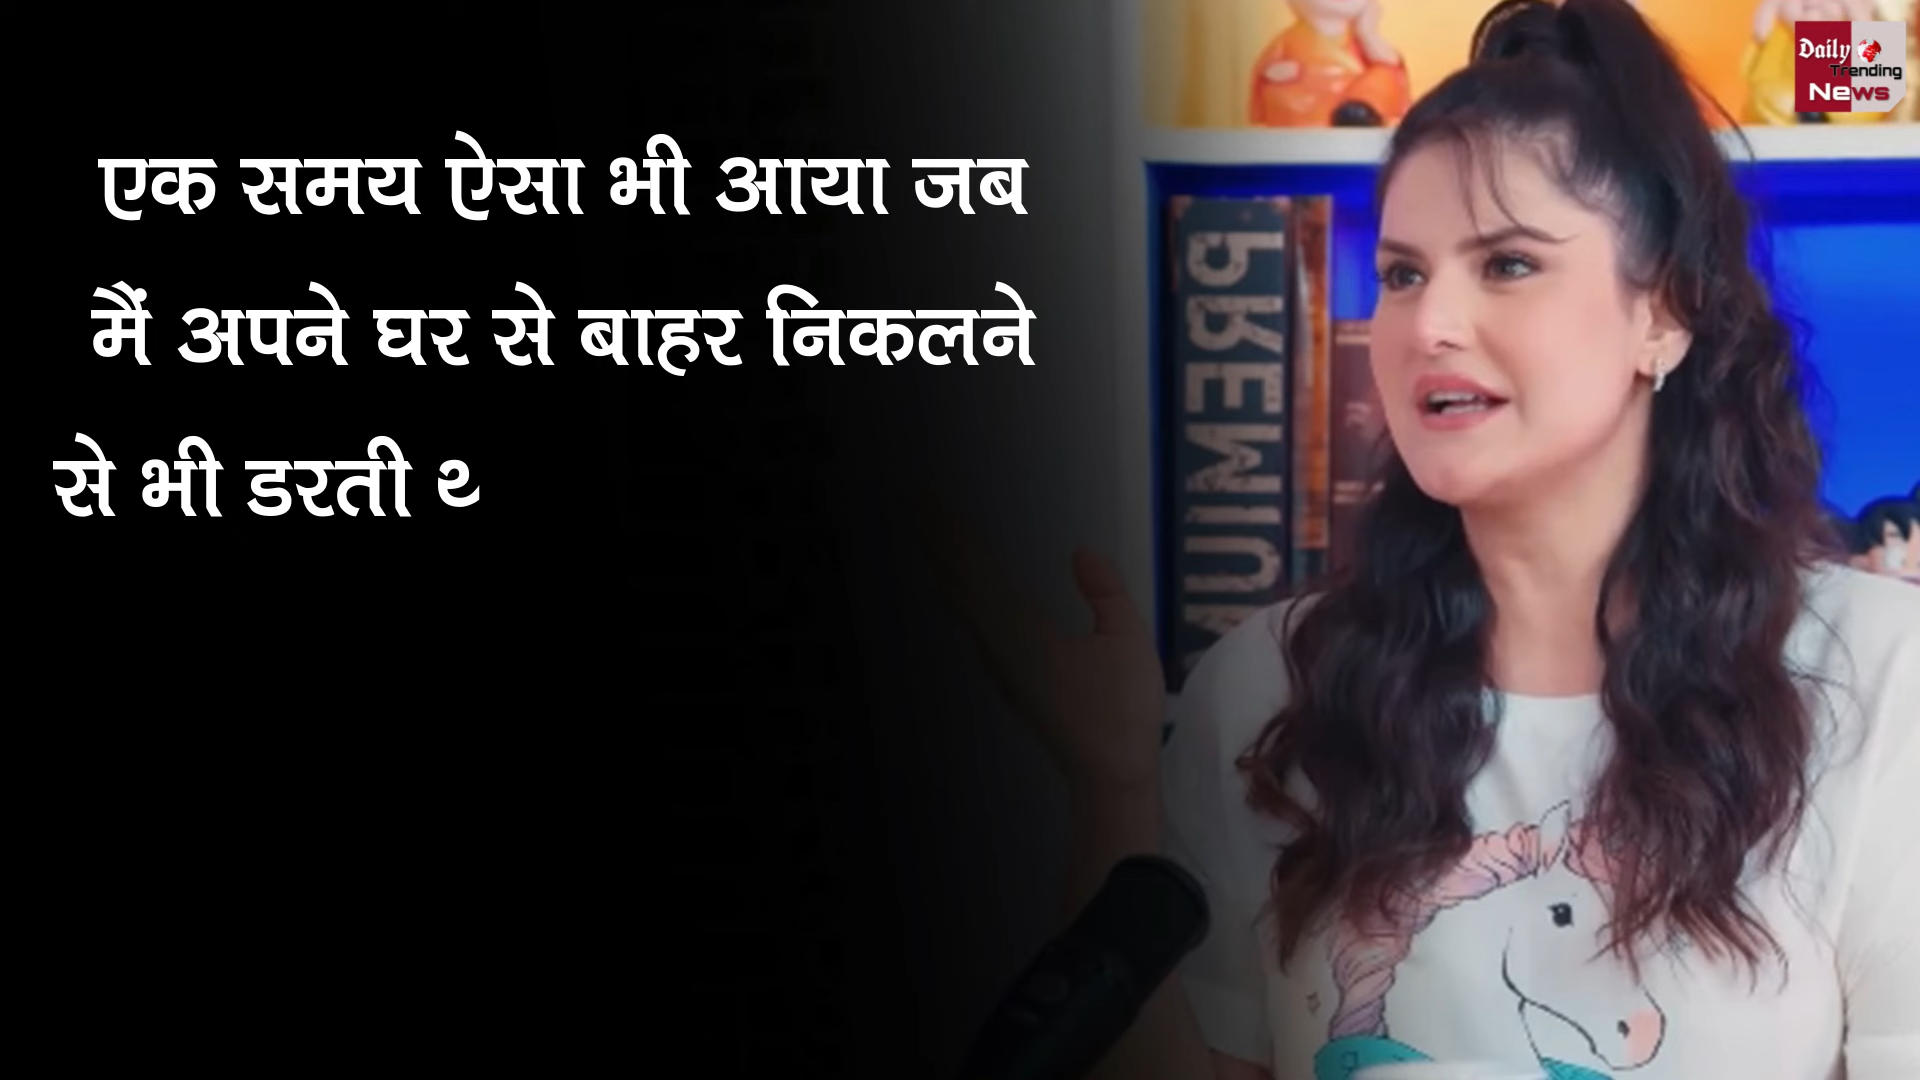 एक समय ऐसा भी आया जब
मैं अपने घर से बाहर निकलने
से भी डरती थ
Daily
Trending
News